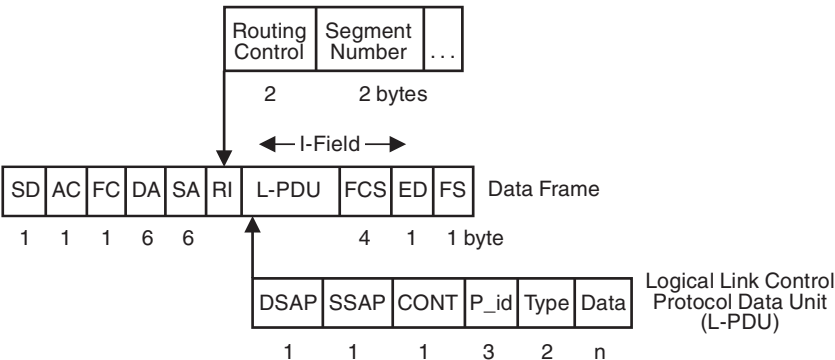 Routing Control Segment Number ...
2 2 bytes
I-Field
SD AC FC DA SA RI L-PDU FCS ED FS Data Frame
1 1 1 6 6 4 1 1 byte
DSAP SSAP CONT P_id Type Data
Logical Link Control
Protocol Data Unit
(L-PDU)
1 1 1 3 2 n